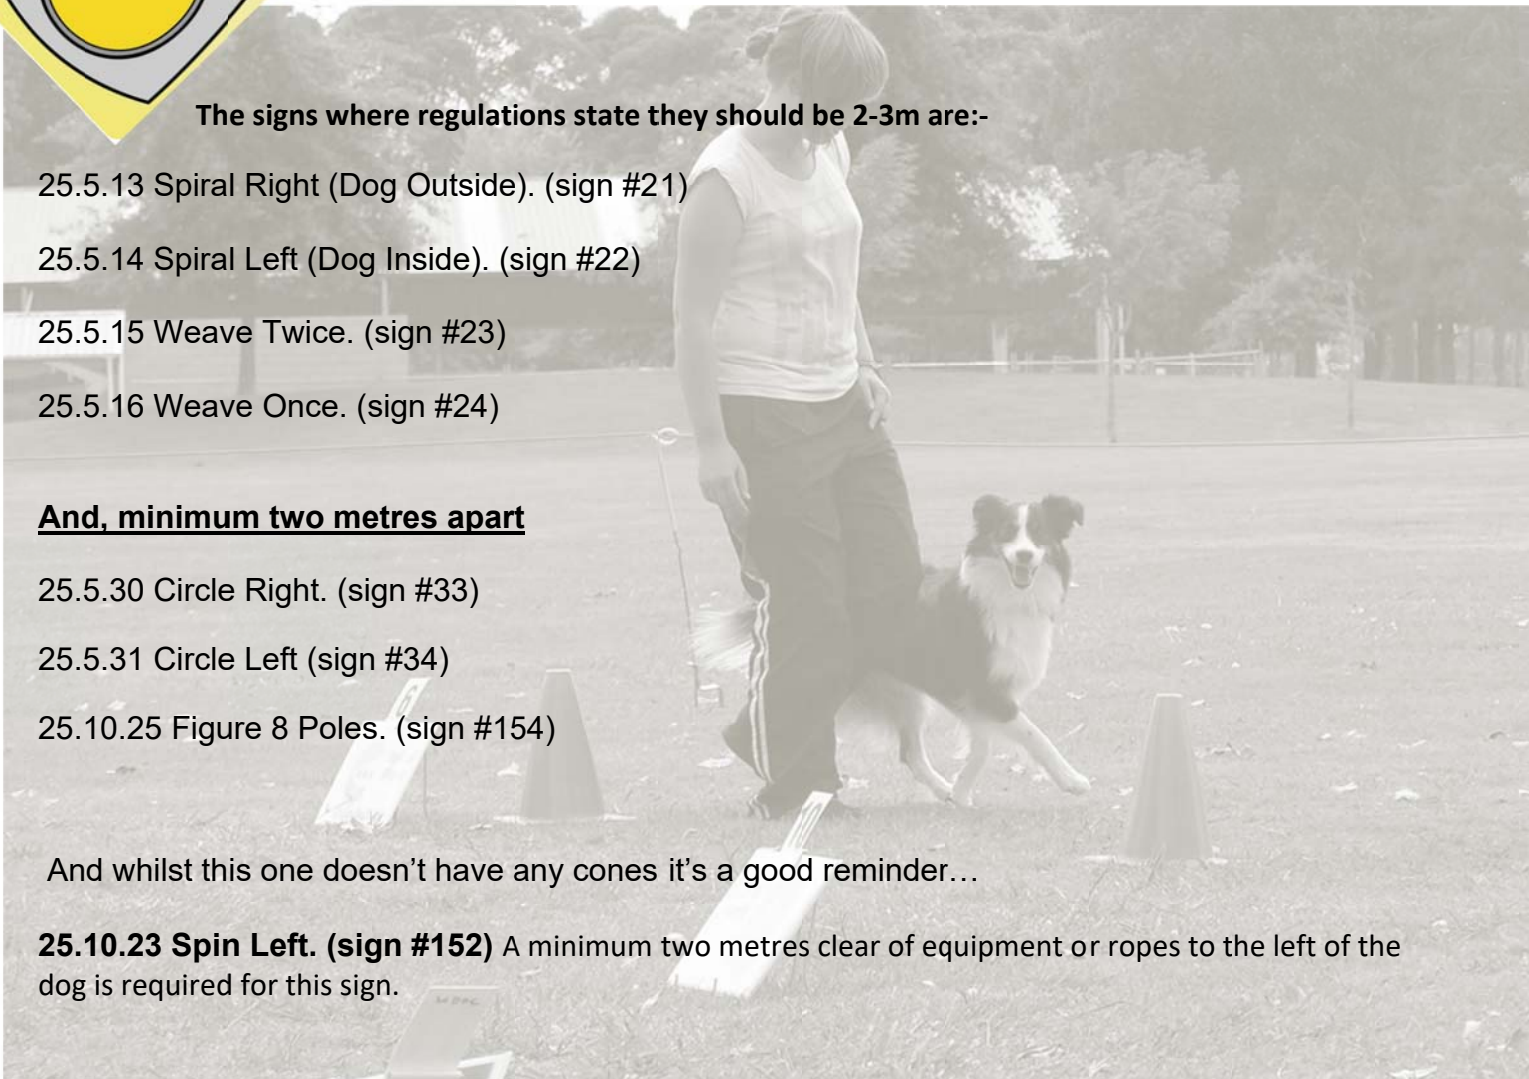 The signs where regulations state they should be 2-3m are:-
25.5.13 Spiral Right (Dog Outside). (sign #21)
25.5.14 Spiral Left (Dog Inside). (sign #22)
25.5.15 Weave Twice. (sign #23)
25.5.16 Weave Once. (sign #24)
And, minimum two metres apart
25.5.30 Circle Right. (sign #33)
25.5.31 Circle Left (sign #34)
25.10.25 Figure 8 Poles. (sign #154)
And whilst this one doesn’t have any cones it’s a good reminder…
25.10.23 Spin Left. (sign #152) A minimum two metres clear of equipment or ropes to the left of the
dog is required for this sign.